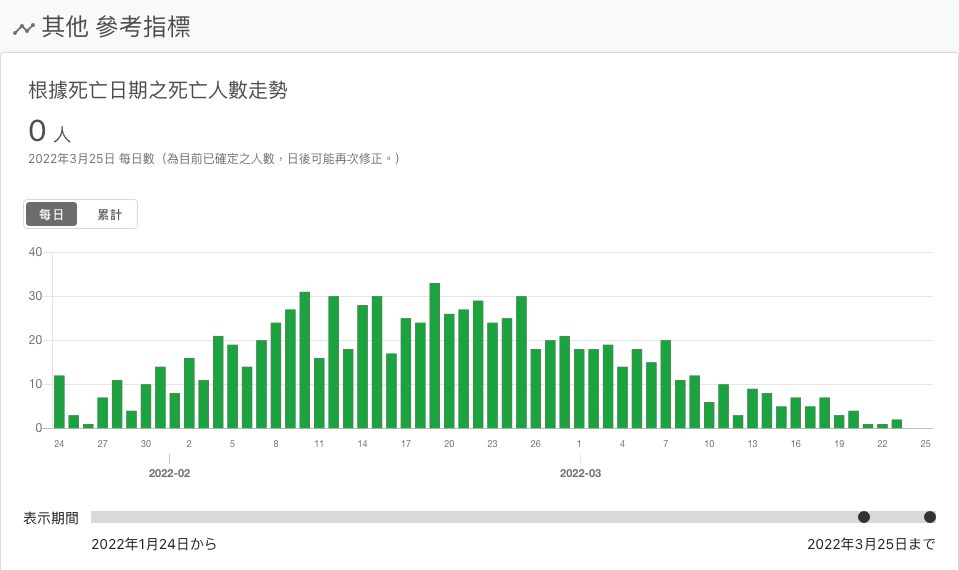 其他 參考指標
根據死亡日期之死亡人數走勢
0 人
2022年3月25日 每日數（為目前已確定之人數，日後可能再次修正。）
每日 累計
40
30
20
10
0
24 27 30 2 5 8 11 14 17 20 23 26 1 4 7 10 13 16 19 22 25
2022-02 2022-03
表示期間
2022年1月24日から 2022年3月25日まで